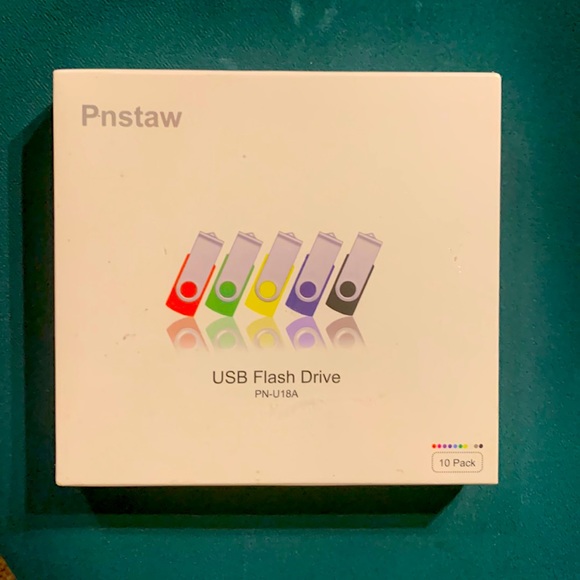 Pnstaw
USB Flash Drive
PN-U18A
10 Pack